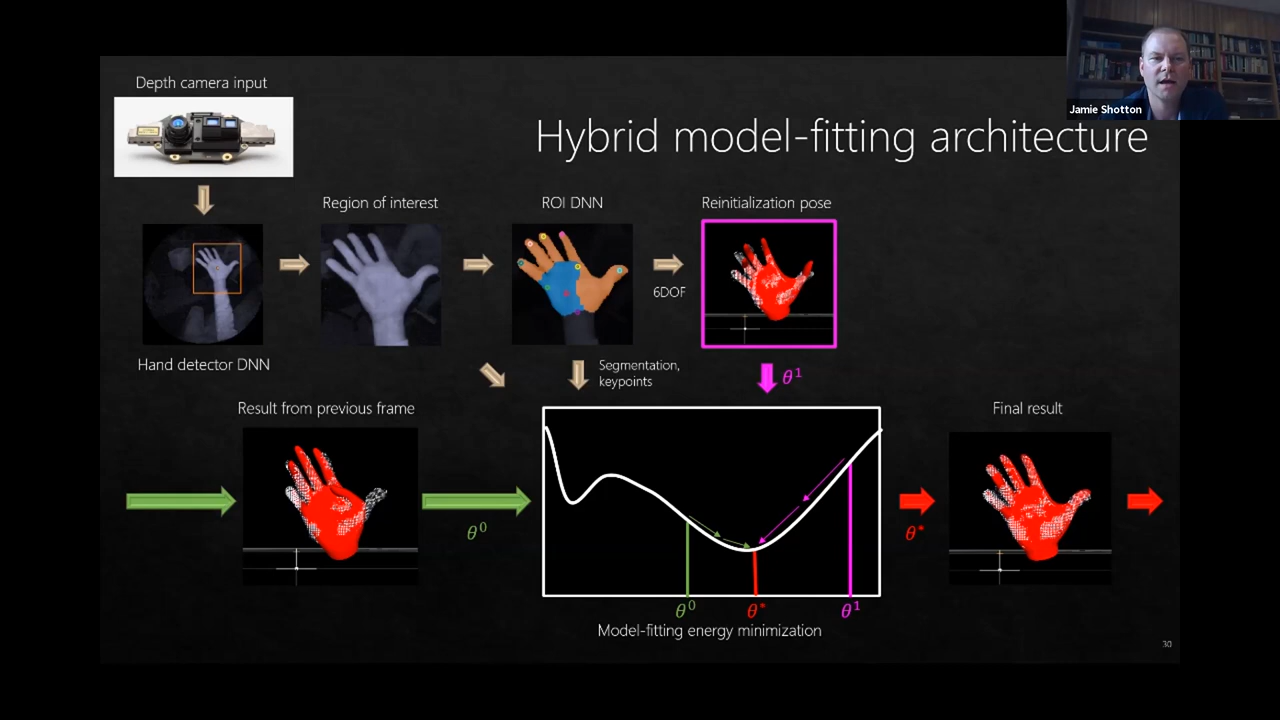 Depth camera input
Jamie Shotton
Hybrid model-fitting architecture
Region of interest
ROI DNN
Reinitialization pose
6DOF
Hand detector DNN
Segmentation,
keypoints
θ¹
Result from previous frame
Final result
θ⁰
θ*
θ⁰
θ*
θ¹
Model-fitting energy minimization
30